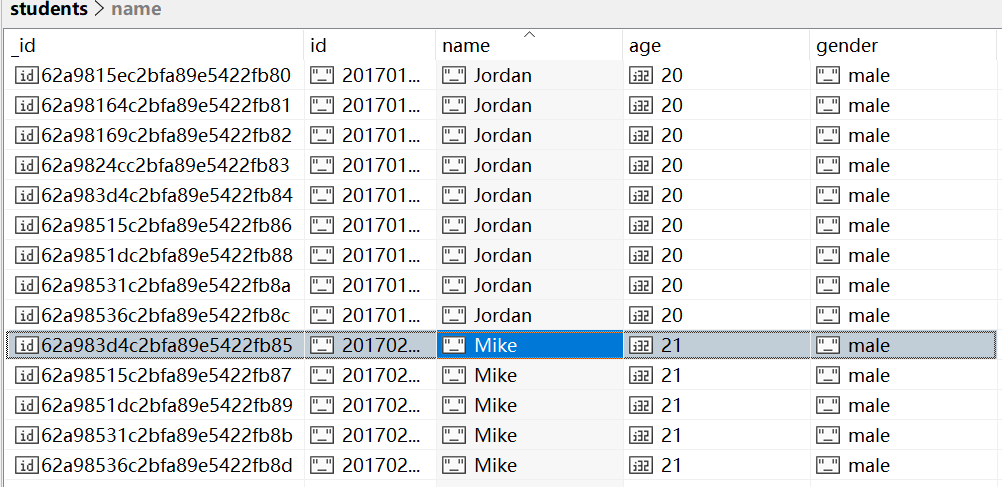 students > name
_id id name age gender
62a9815ec2bfa89e5422fb80 201701... Jordan 20 male
62a98164c2bfa89e5422fb81 201701... Jordan 20 male
62a98169c2bfa89e5422fb82 201701... Jordan 20 male
62a9824cc2bfa89e5422fb83 201701... Jordan 20 male
62a983d4c2bfa89e5422fb84 201701... Jordan 20 male
62a98515c2bfa89e5422fb86 201701... Jordan 20 male
62a9851dc2bfa89e5422fb88 201701... Jordan 20 male
62a98531c2bfa89e5422fb8a 201701... Jordan 20 male
62a98536c2bfa89e5422fb8c 201701... Jordan 20 male
62a983d4c2bfa89e5422fb85 201702... Mike 21 male
62a98515c2bfa89e5422fb87 201702... Mike 21 male
62a9851dc2bfa89e5422fb89 201702... Mike 21 male
62a98531c2bfa89e5422fb8b 201702... Mike 21 male
62a98536c2bfa89e5422fb8d 201702... Mike 21 male